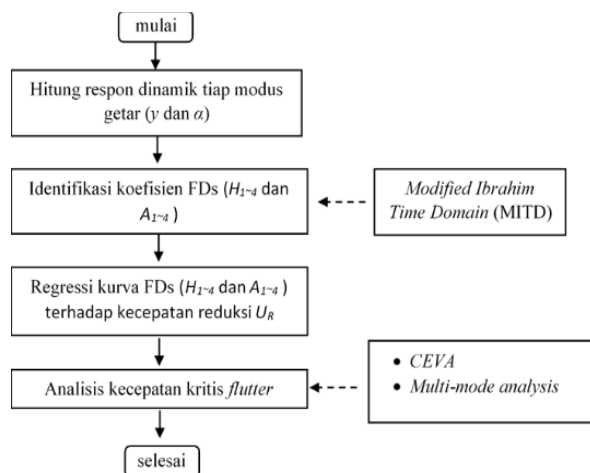 mulai
Hitung respon dinamik tiap modus
getar (y dan α)
Identifikasi koefisien FDs (H1~4 dan
A1~4 )
Modified Ibrahim
Time Domain (MITD)
Regressi kurva FDs (H1~4 dan A1~4 )
terhadap kecepatan reduksi UR
Analisis kecepatan kritis flutter
• CEVA
• Multi-mode analysis
selesai